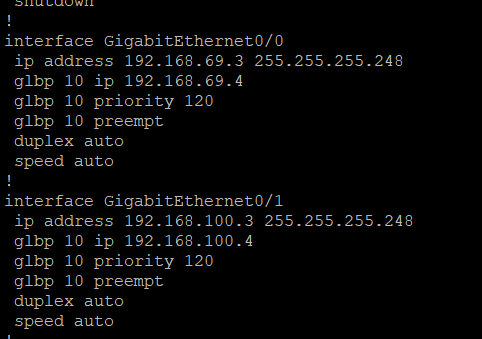 shutdown
!
interface GigabitEthernet0/0
ip address 192.168.69.3 255.255.255.248
glbp 10 ip 192.168.69.4
glbp 10 priority 120
glbp 10 preempt
duplex auto
speed auto
!
interface GigabitEthernet0/1
ip address 192.168.100.3 255.255.255.248
glbp 10 ip 192.168.100.4
glbp 10 priority 120
glbp 10 preempt
duplex auto
speed auto
!